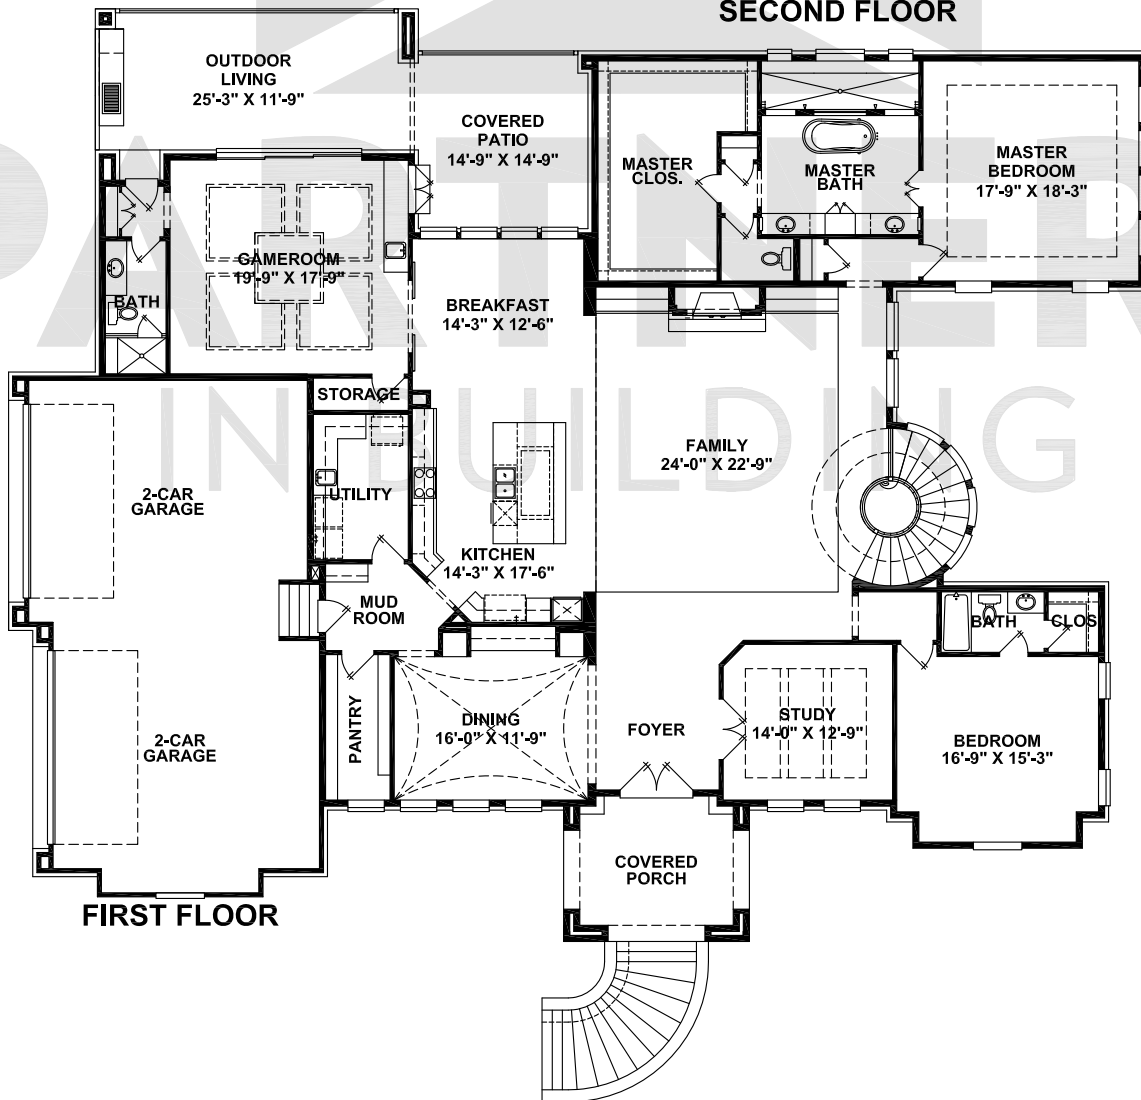 SECOND FLOOR
OUTDOOR
LIVING
25'-3" X 11'-9"
COVERED
PATIO
14'-9" X 14'-9"
MASTER
CLOS.
MASTER
BATH
MASTER
BEDROOM
17'-9" X 18'-3"
PARTNER
IN BUILDING
GAMEROOM
19'-9" X 17'-9"
BATH
BREAKFAST
14'-3" X 12'-6"
STORAGE
FAMILY
24'-0" X 22'-9"
2-CAR
GARAGE
UTILITY
KITCHEN
14'-3" X 17'-6"
MUD
ROOM
BATH
CLOS
PANTRY
DINING
16'-0" X 11'-9"
FOYER
STUDY
14'-0" X 12'-9"
BEDROOM
16'-9" X 15'-3"
2-CAR
GARAGE
COVERED
PORCH
FIRST FLOOR